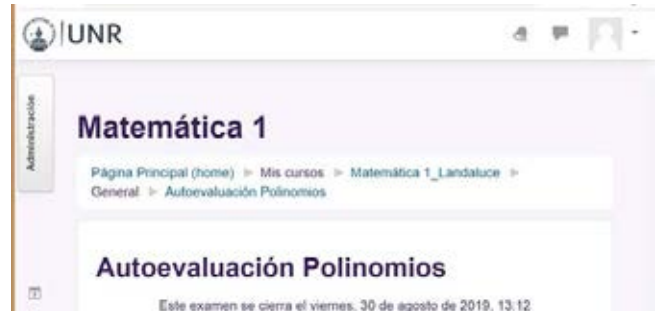 UNR
Administración
Matemática 1
Página Principal (home) ▶ Mis cursos ▶ Matemática 1_Landaluce ▶
General ▶ Autoevaluación Polinomios
Autoevaluación Polinomios
Este examen se cierra el viernes, 30 de agosto de 2019, 13:12